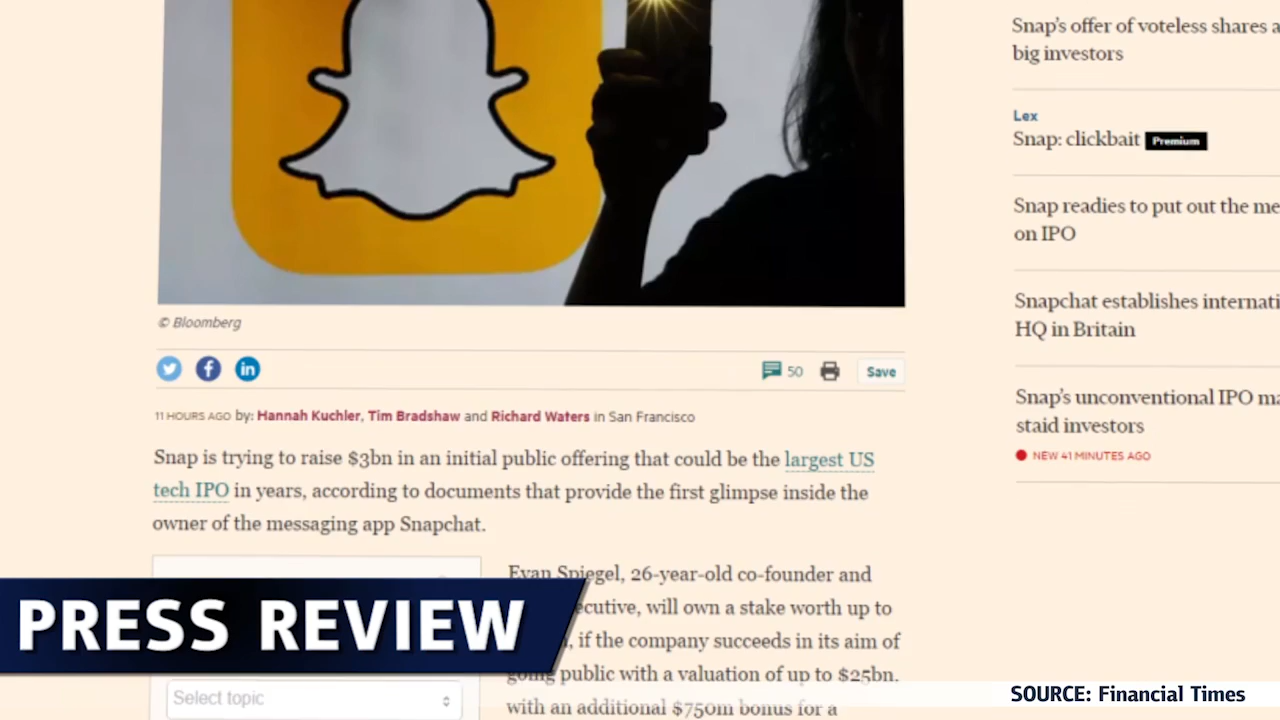 © Bloomberg
50
Save
11 HOURS AGO by: Hannah Kuchler, Tim Bradshaw and Richard Waters in San Francisco
Snap is trying to raise $3bn in an initial public offering that could be the largest US
tech IPO in years, according to documents that provide the first glimpse inside the
owner of the messaging app Snapchat.
Evan Spiegel, 26-year-old co-founder and
will own a stake worth up to
, if the company succeeds in its aim of
going public with a valuation of up to $25bn,
with an additional $750m bonus for a
Select topic
Snap's offer of voteless shares
big investors
Lex
Snap: clickbait Premium
Snap readies to put out the
on IPO
Snapchat establishes
HQ in Britain
Snap's unconventional IPO
staid investors
NEW 41 MINUTES AGO
PRESS REVIEW
SOURCE: Financial Times